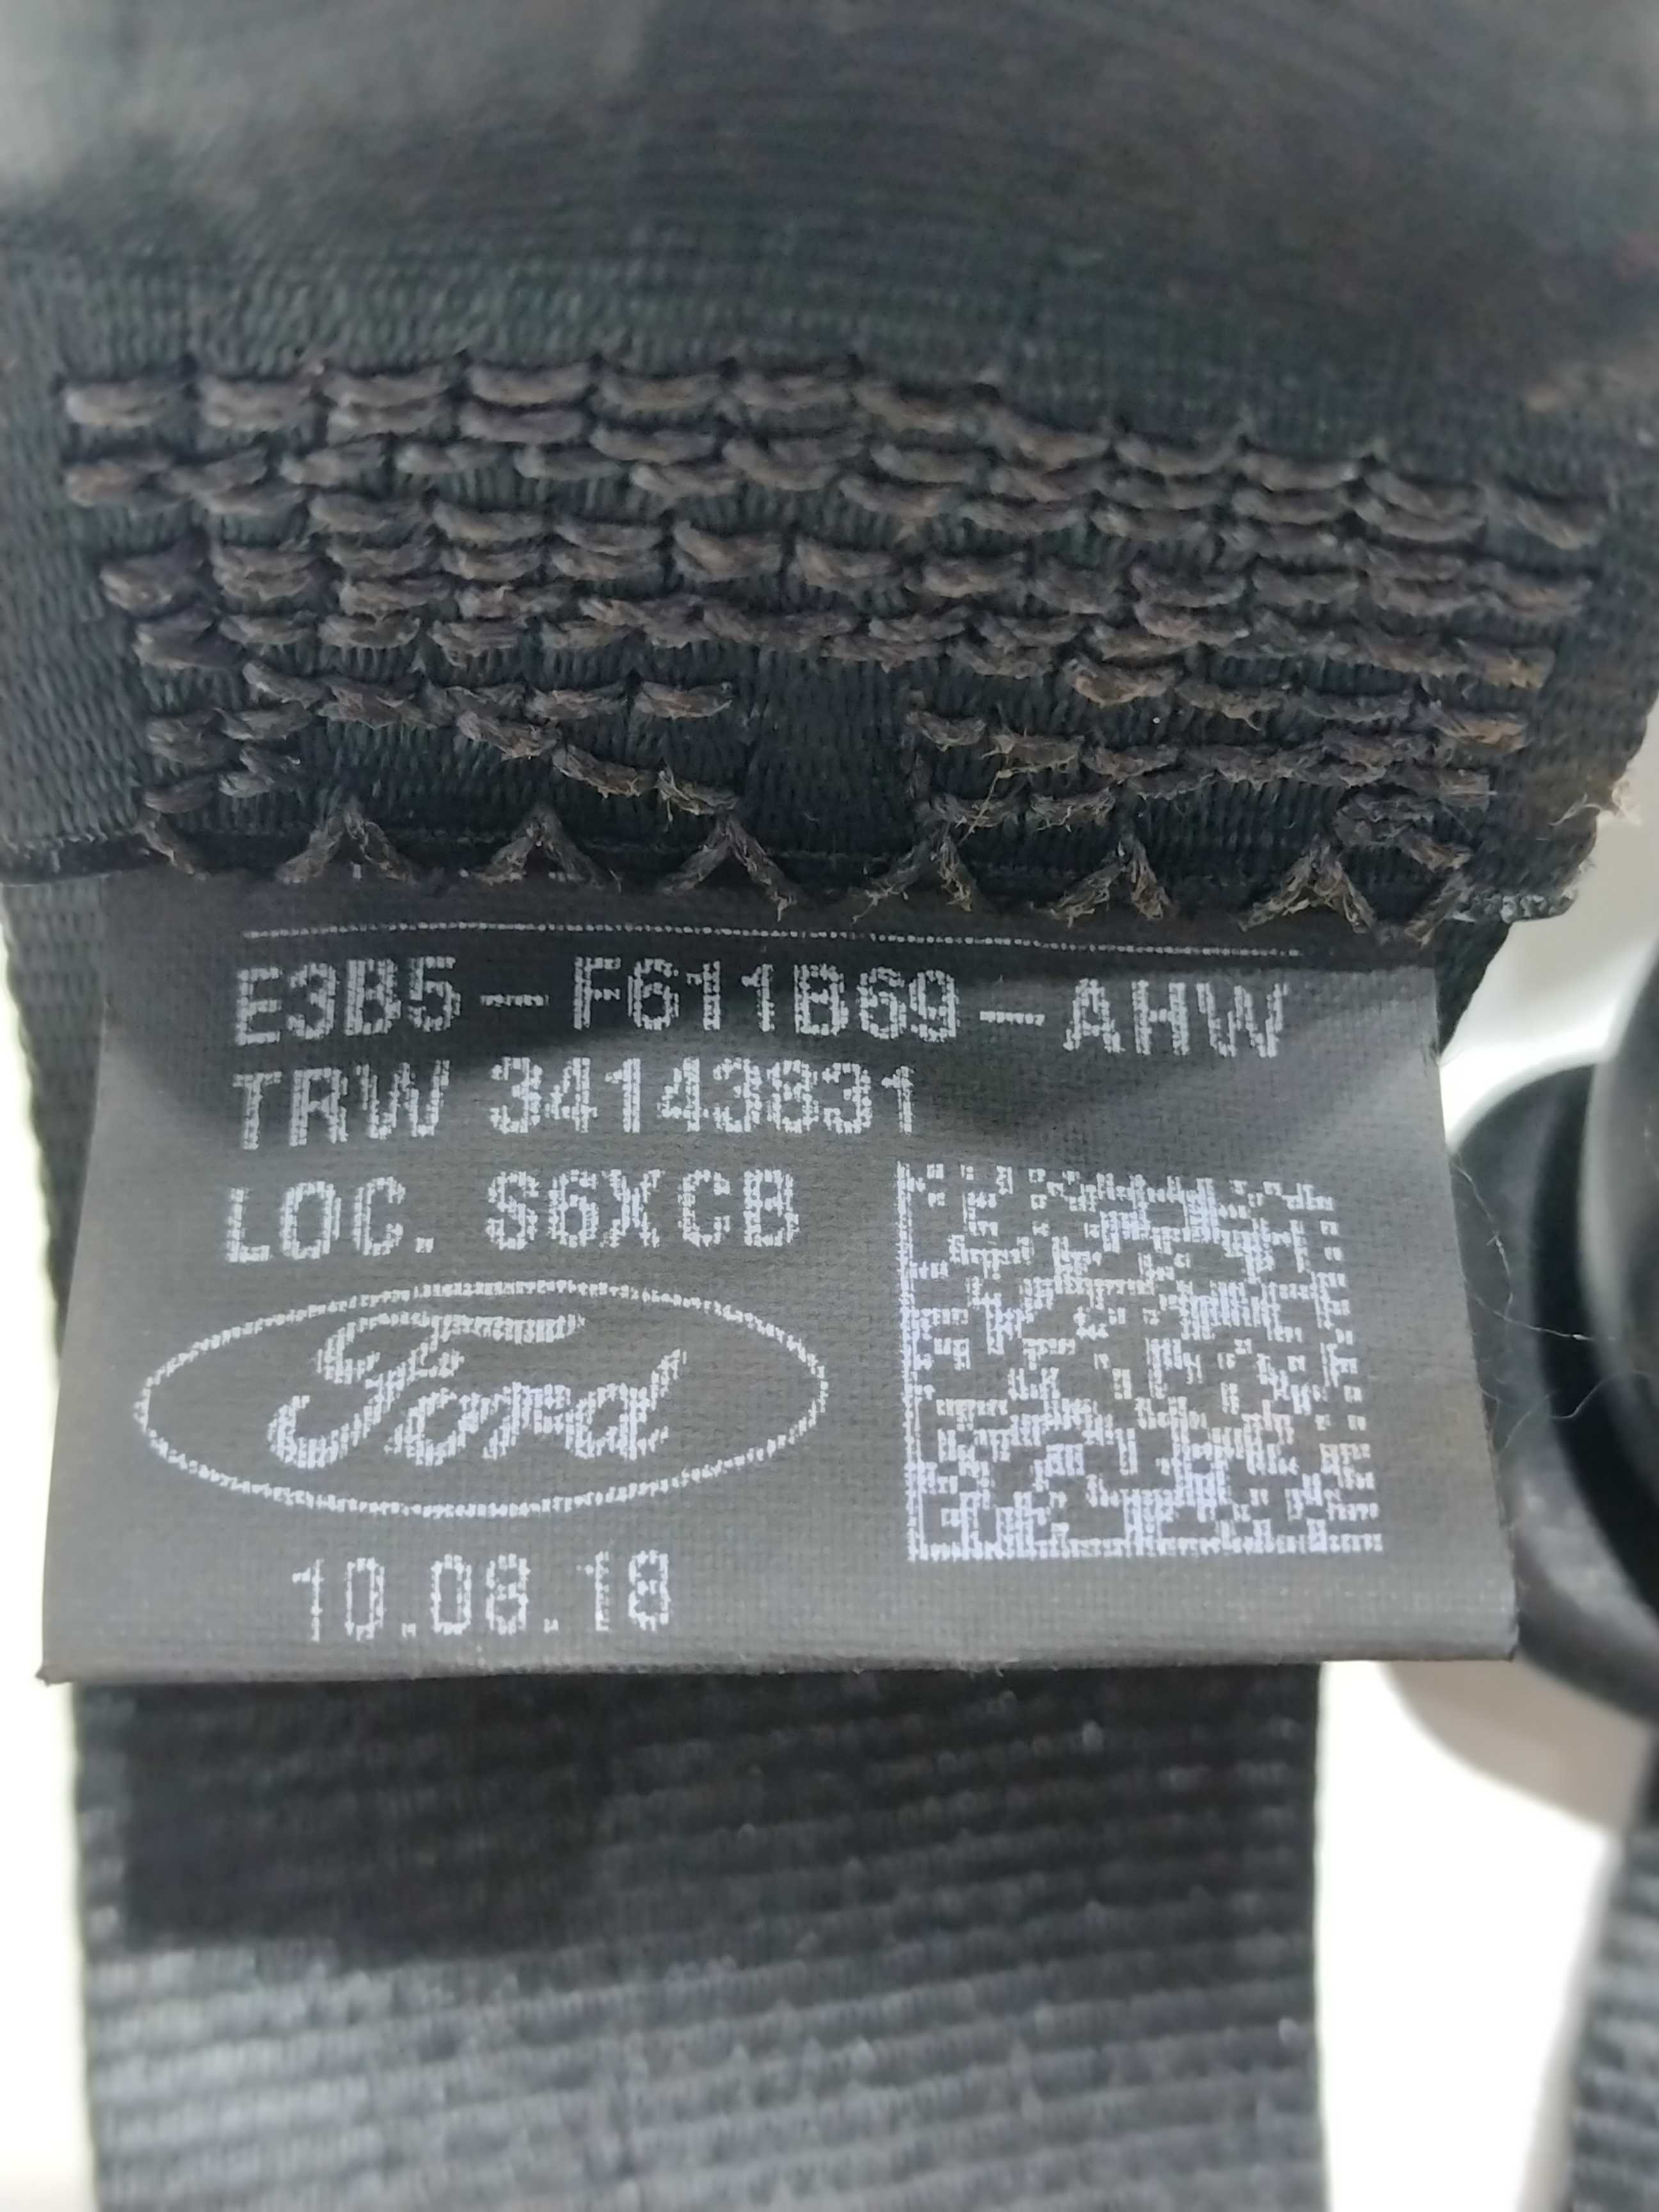 E3B5-F611B69-AHW
TRW 34143831
LOC. S6XCB
Ford
10.08.18